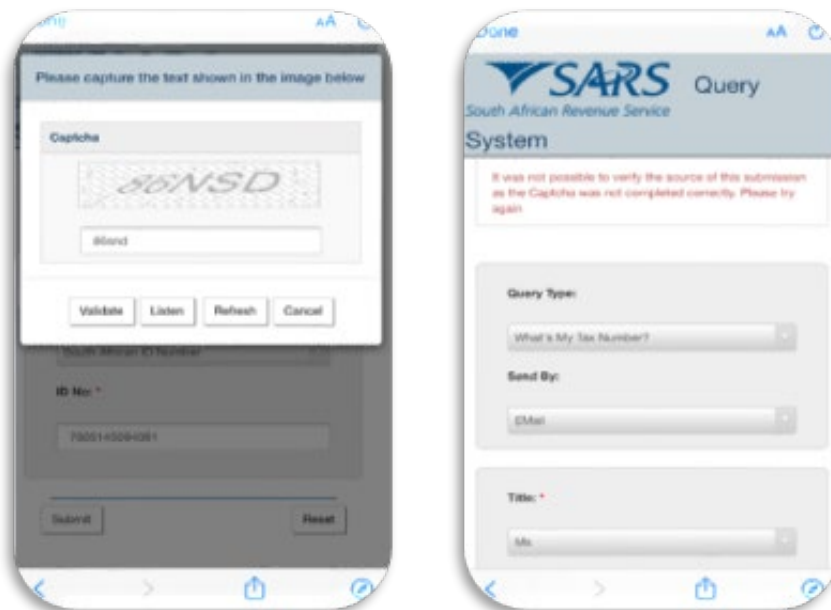 AA
Please capture the text shown in the image below
Captcha
86NSD
86snd
Validate Listen Refresh Cancel
South African ID Number
ID No: *
Submit Reset
Done AA
SARS Query
South African Revenue Service
System
It was not possible to verify the source of this submission
as the Captcha was not completed correctly. Please try
again
Query Type:
What's My Tax Number?
Send By:
EMail
Title: *
Ms